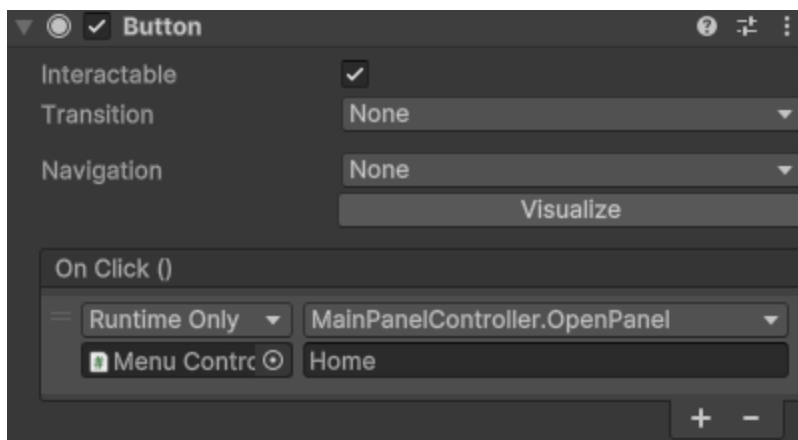 Button
Interactable
Transition None
Navigation None
Visualize
On Click ()
Runtime Only MainPanelController.OpenPanel
Menu Contrc Home